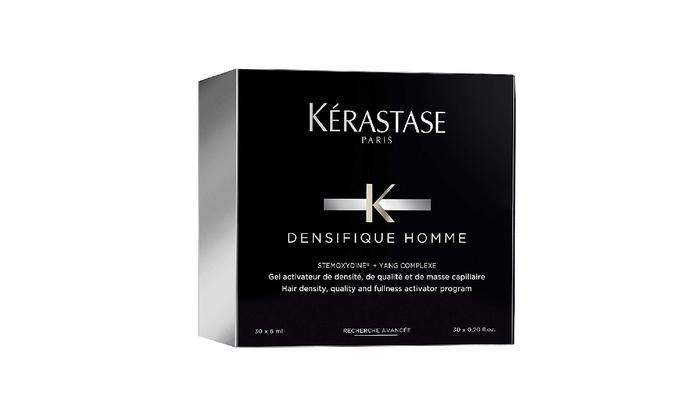 KÉRASTASE
PARIS
K
DENSIFIQUE HOMME
STEMOXYDINE® + YANG COMPLEXE
Gel activateur de densité, de qualité et de masse capillaire
Hair density, quality and fullness activator program
30 x 6 ml RECHERCHE AVANCÉE 30 x 0.20 fl.oz.